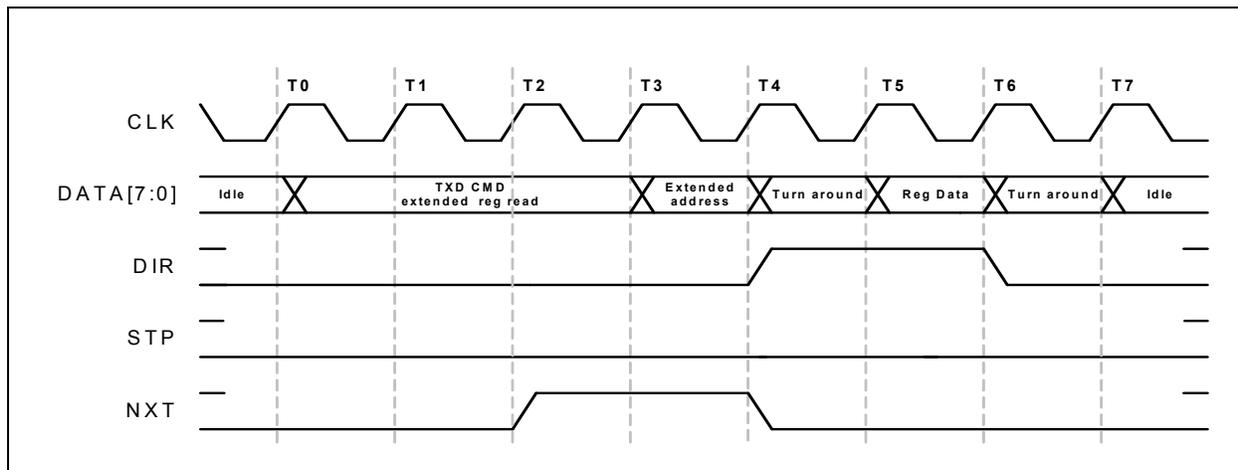 T0 T1 T2 T3 T4 T5 T6 T7
CLK
DATA[7:0] Idle TXD CMD Extended Turn around Reg Data Turn around Idle
extended reg read address
DIR
STP
NXT